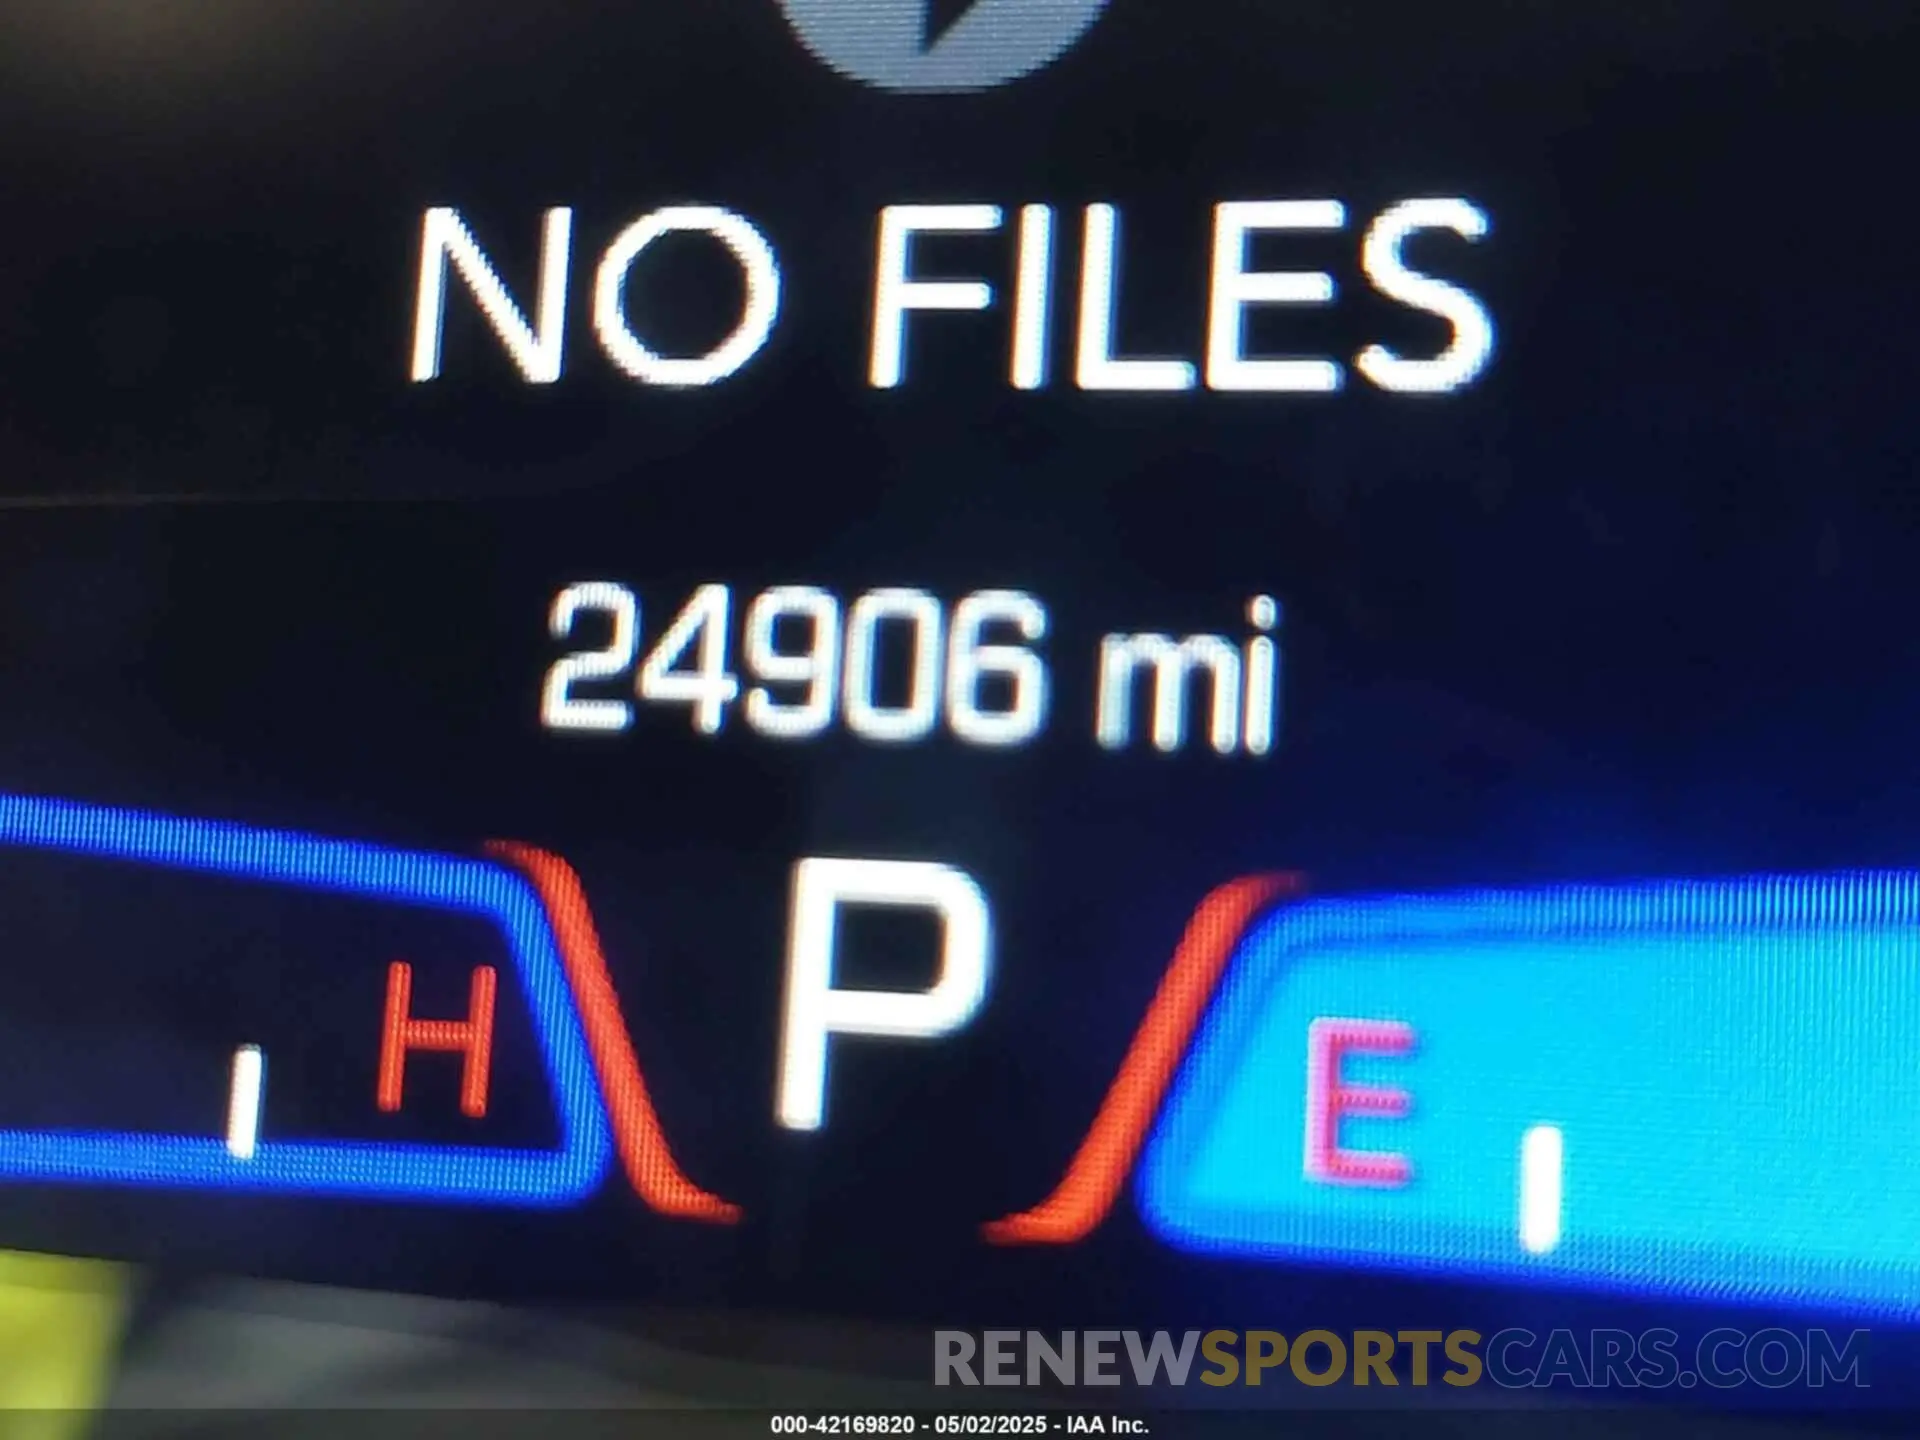 NO FILES
24906 mi
P
H
E
RENEWSPORTSCARS.COM
000-42169820 - 05/02/2025 - IAA Inc.